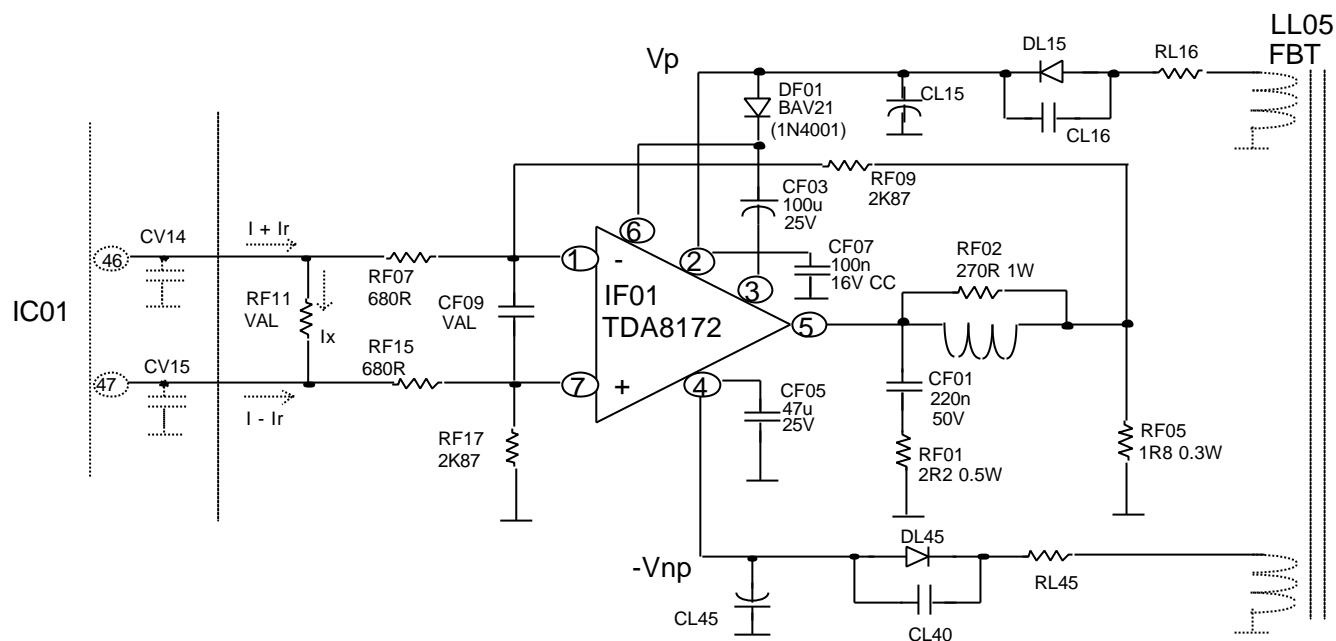 LL05
FBT
DL15
RL16
Vp
DF01
BAV21
(1N4001)
CL15
CL16
CF03
100u
25V
RF09
2K87
CV14
I + Ir
46
RF07
680R
RF11
VAL
Ix
CF09
VAL
IC01
1
-
6
2
3
IF01
TDA8172
5
CF07
100n
16V CC
RF02
270R 1W
CV15
47
RF15
680R
I - Ir
7
+
4
RF17
2K87
CF05
47u
25V
CF01
220n
50V
RF01
2R2 0.5W
RF05
1R8 0.3W
-Vnp
DL45
RL45
CL45
CL40